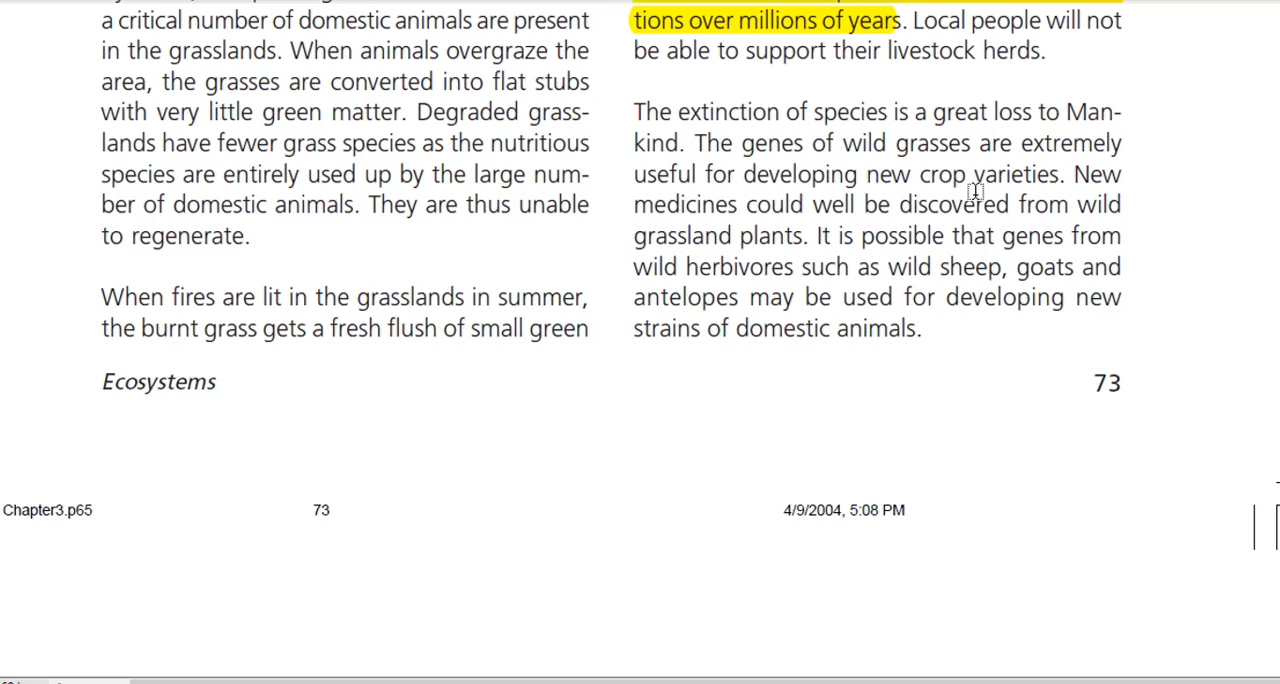 a critical number of domestic animals are present
in the grasslands. When animals overgraze the
area, the grasses are converted into flat stubs
with very little green matter. Degraded grass-
lands have fewer grass species as the nutritious
species are entirely used up by the large num-
ber of domestic animals. They are thus unable
to regenerate.
When fires are lit in the grasslands in summer,
the burnt grass gets a fresh flush of small green
tions over millions of years. Local people will not
be able to support their livestock herds.
The extinction of species is a great loss to Man-
kind. The genes of wild grasses are extremely
useful for developing new crop varieties. New
medicines could well be discovered from wild
grassland plants. It is possible that genes from
wild herbivores such as wild sheep, goats and
antelopes may be used for developing new
strains of domestic animals.
Ecosystems
73
Chapter3.p65
73
4/9/2004, 5:08 PM